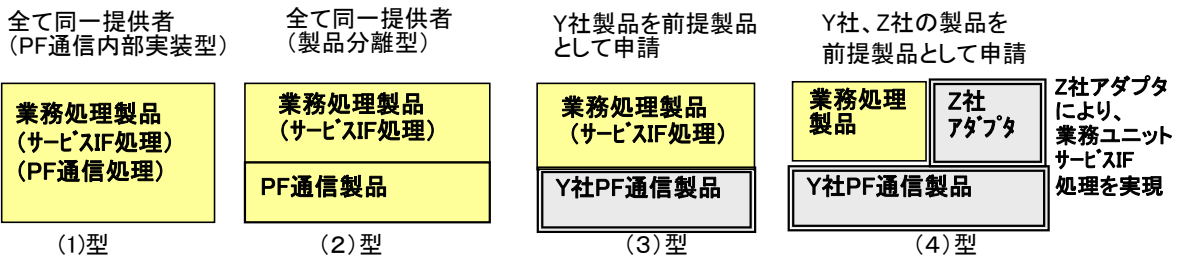 全て同一提供者
（PF通信内部実装型）
業務処理製品
（サービスIF処理）
（PF通信処理）
(1)型
全て同一提供者
（製品分離型）
業務処理製品
（サービスIF処理）
PF通信製品
（２）型
Y社製品を前提製品
として申請
業務処理製品
（サービスIF処理）
Y社PF通信製品
（３）型
Y社、Z社の製品を
前提製品として申請
業務処理
製品
Z社
アダプタ
Y社PF通信製品
Z社アダプタ
により、
業務ユニット
サービスIF
処理を実現
（４）型